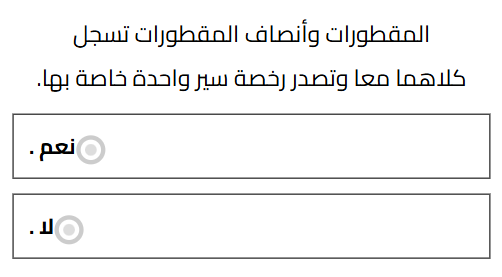 المقطورات وأنصاف المقطورات تسجل
كلاهما معا وتصدر رخصة سير واحدة خاصة بها.
نعم .
لا .